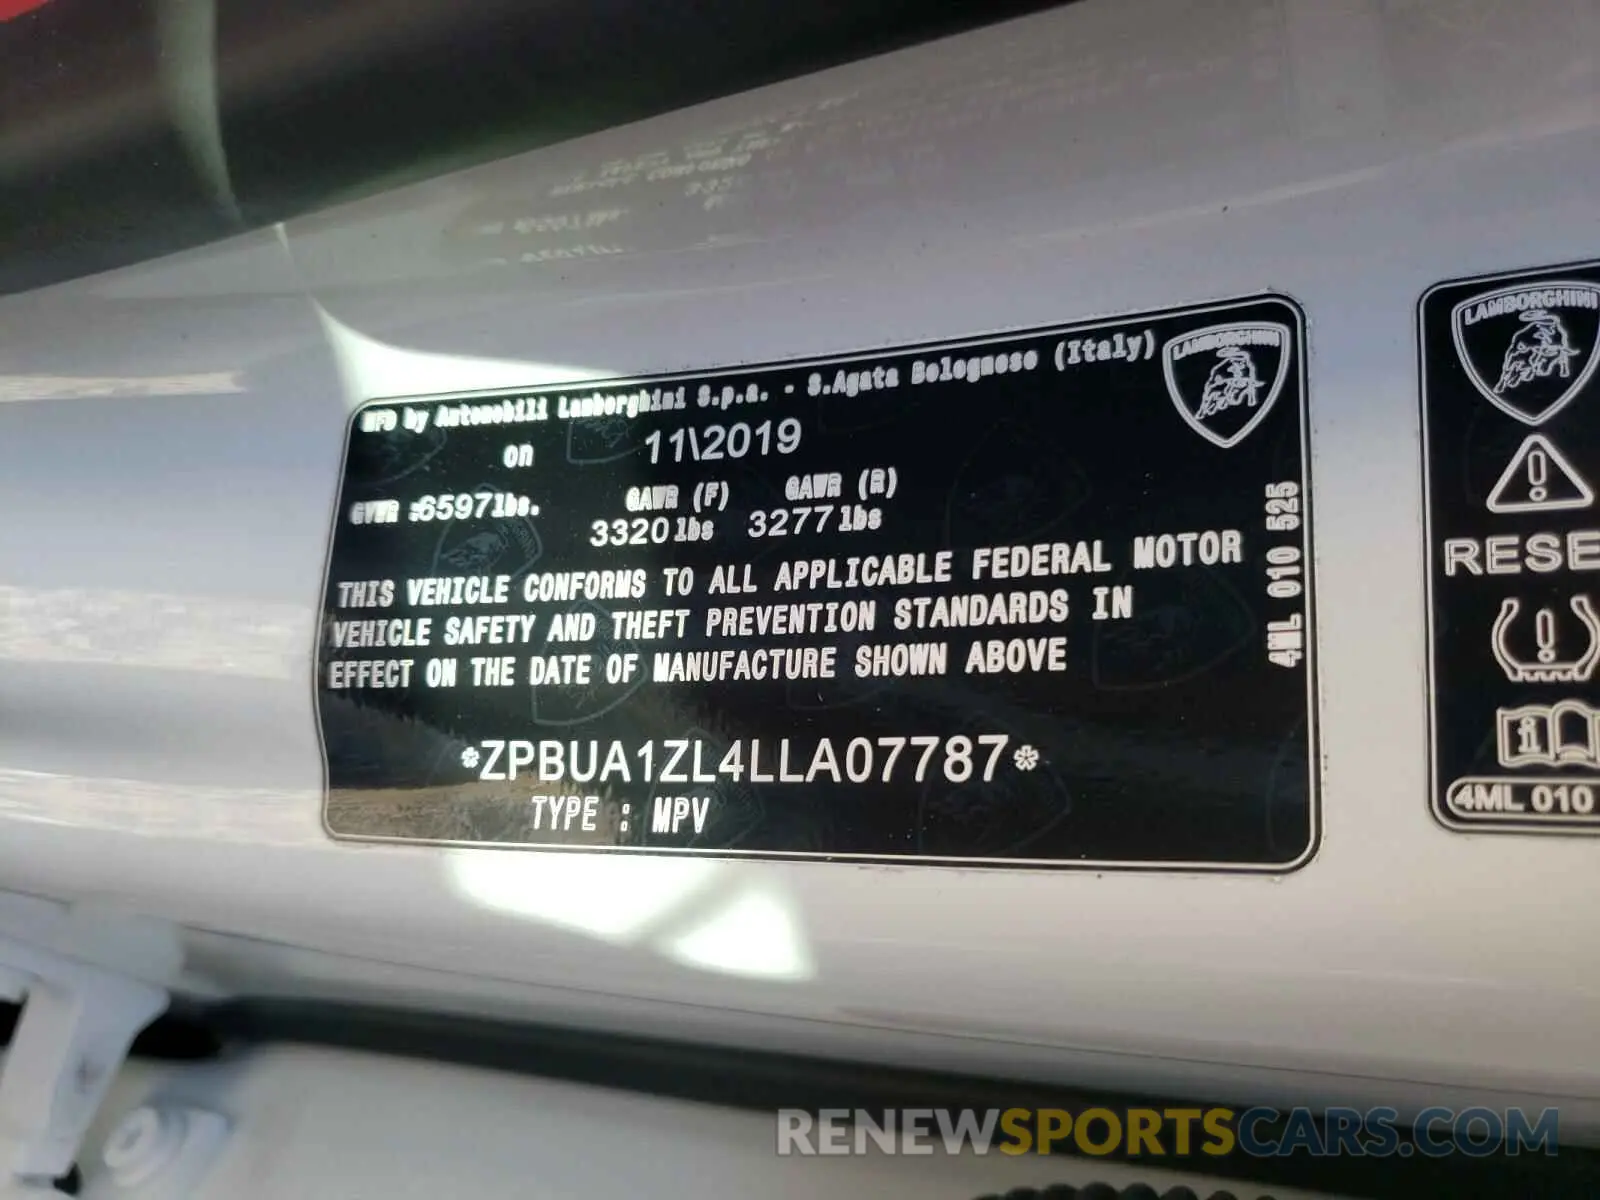 MFD by Automobili Lamborghini S.p.a. - S.Agata Bolognese (Italy)
on 11\2019
GVWR :6597lbs. GAWR (F) GAWR (R)
3320lbs 3277lbs
THIS VEHICLE CONFORMS TO ALL APPLICABLE FEDERAL MOTOR
VEHICLE SAFETY AND THEFT PREVENTION STANDARDS IN
EFFECT ON THE DATE OF MANUFACTURE SHOWN ABOVE
*ZPBUA1ZL4LLA07787*
TYPE : MPV
LAMBORGHINI
4ML 010 525
LAMBORGHINI
RESE
4ML 010
RENEWSPORTSCARS.COM